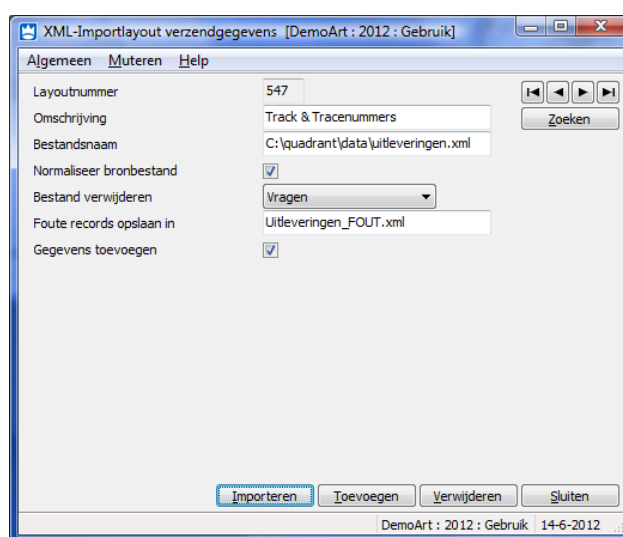 XML-Importlayout verzendgegevens [DemoArt : 2012 : Gebruik]
Algemeen Muteren Help
Layoutnummer 547
Omschrijving Track & Tracenummers Zoeken
Bestandsnaam C:\quadrant\data\uitleveringen.xml
Normaliseer bronbestand
Bestand verwijderen Vragen
Foute records opslaan in Uitleveringen_FOUT.xml
Gegevens toevoegen
Importeren Toevoegen Verwijderen Sluiten
DemoArt : 2012 : Gebruik 14-6-2012